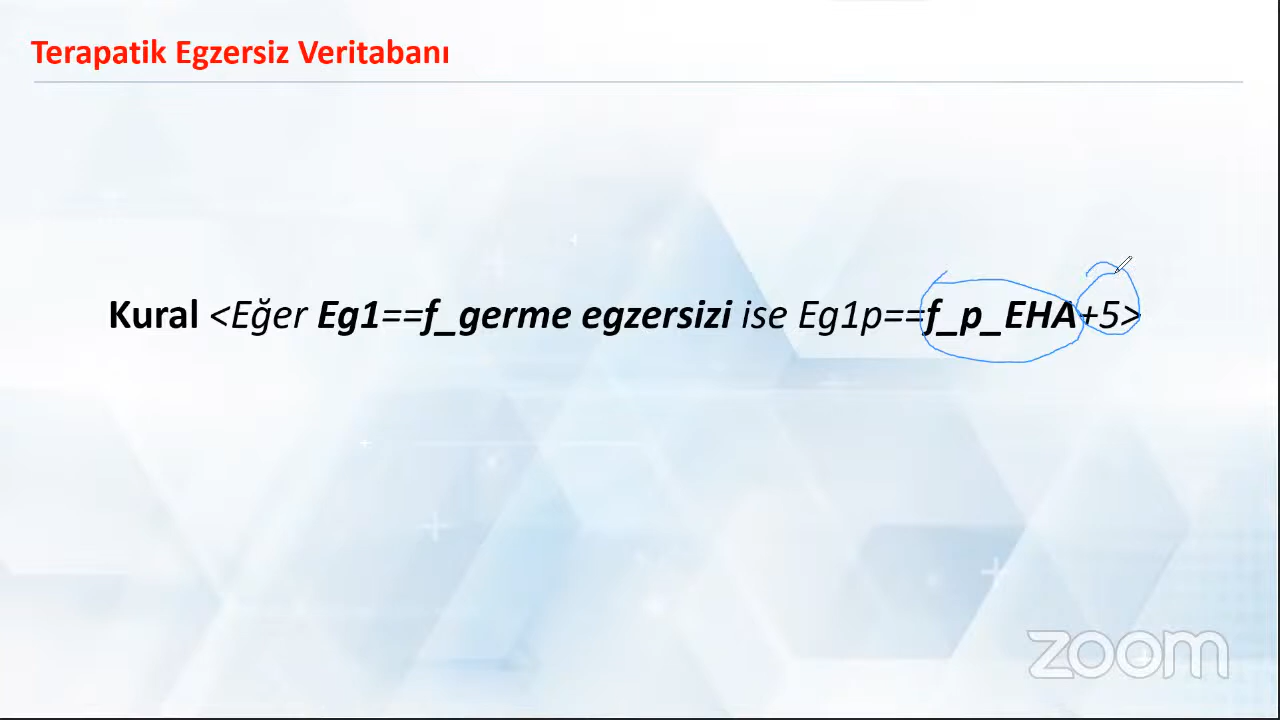 Terapatik Egzersiz Veritabanı
Kural <Eğer Eg1==f_germe egzersizi ise Eg1p==f_p_EHA+5>
zoom